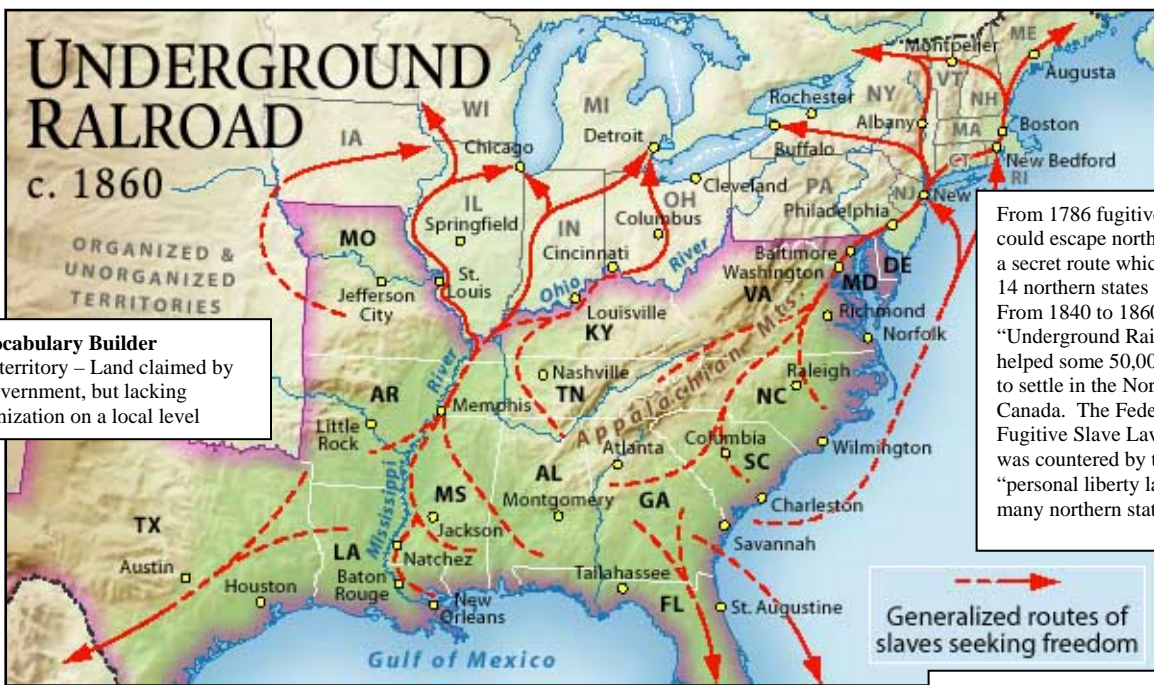 UNDERGROUND
RALROAD
c. 1860
ORGANIZED &
UNORGANIZED
TERRITORIES
WI
MI
IA
IL
IN
OH
PA
NY
VT
NH
ME
MA
CT
RI
NJ
Montpelier
Augusta
Rochester
Albany
Boston
Buffalo
New Bedford
New
Detroit
Chicago
Cleveland
Springfield
Columbus
Philadelphia
Cincinnati
Baltimore
Washington
DE
MD
VA
MO
St.
Louis
Jefferson
City
Ohio
River
Louisville
KY
Richmond
Norfolk
Nashville
TN
Appalachian Mts.
Raleigh
NC
AR
River
Memphis
Little
Rock
Atlanta
Columbia
SC
Wilmington
Mississippi
MS
AL
GA
Montgomery
Charleston
Jackson
Savannah
TX
LA
Natchez
Austin
Houston
Baton
Rouge
New
Orleans
Tallahassee
FL
St. Augustine
Gulf of Mexico
ocabulary Builder
territory – Land claimed by
vernment, but lacking
nization on a local level
From 1786 fugitive
could escape north
a secret route which
14 northern states
From 1840 to 1860
“Underground Rai
helped some 50,00
to settle in the Nor
Canada. The Fede
Fugitive Slave Law
was countered by t
“personal liberty la
many northern stat
Generalized routes of
slaves seeking freedom